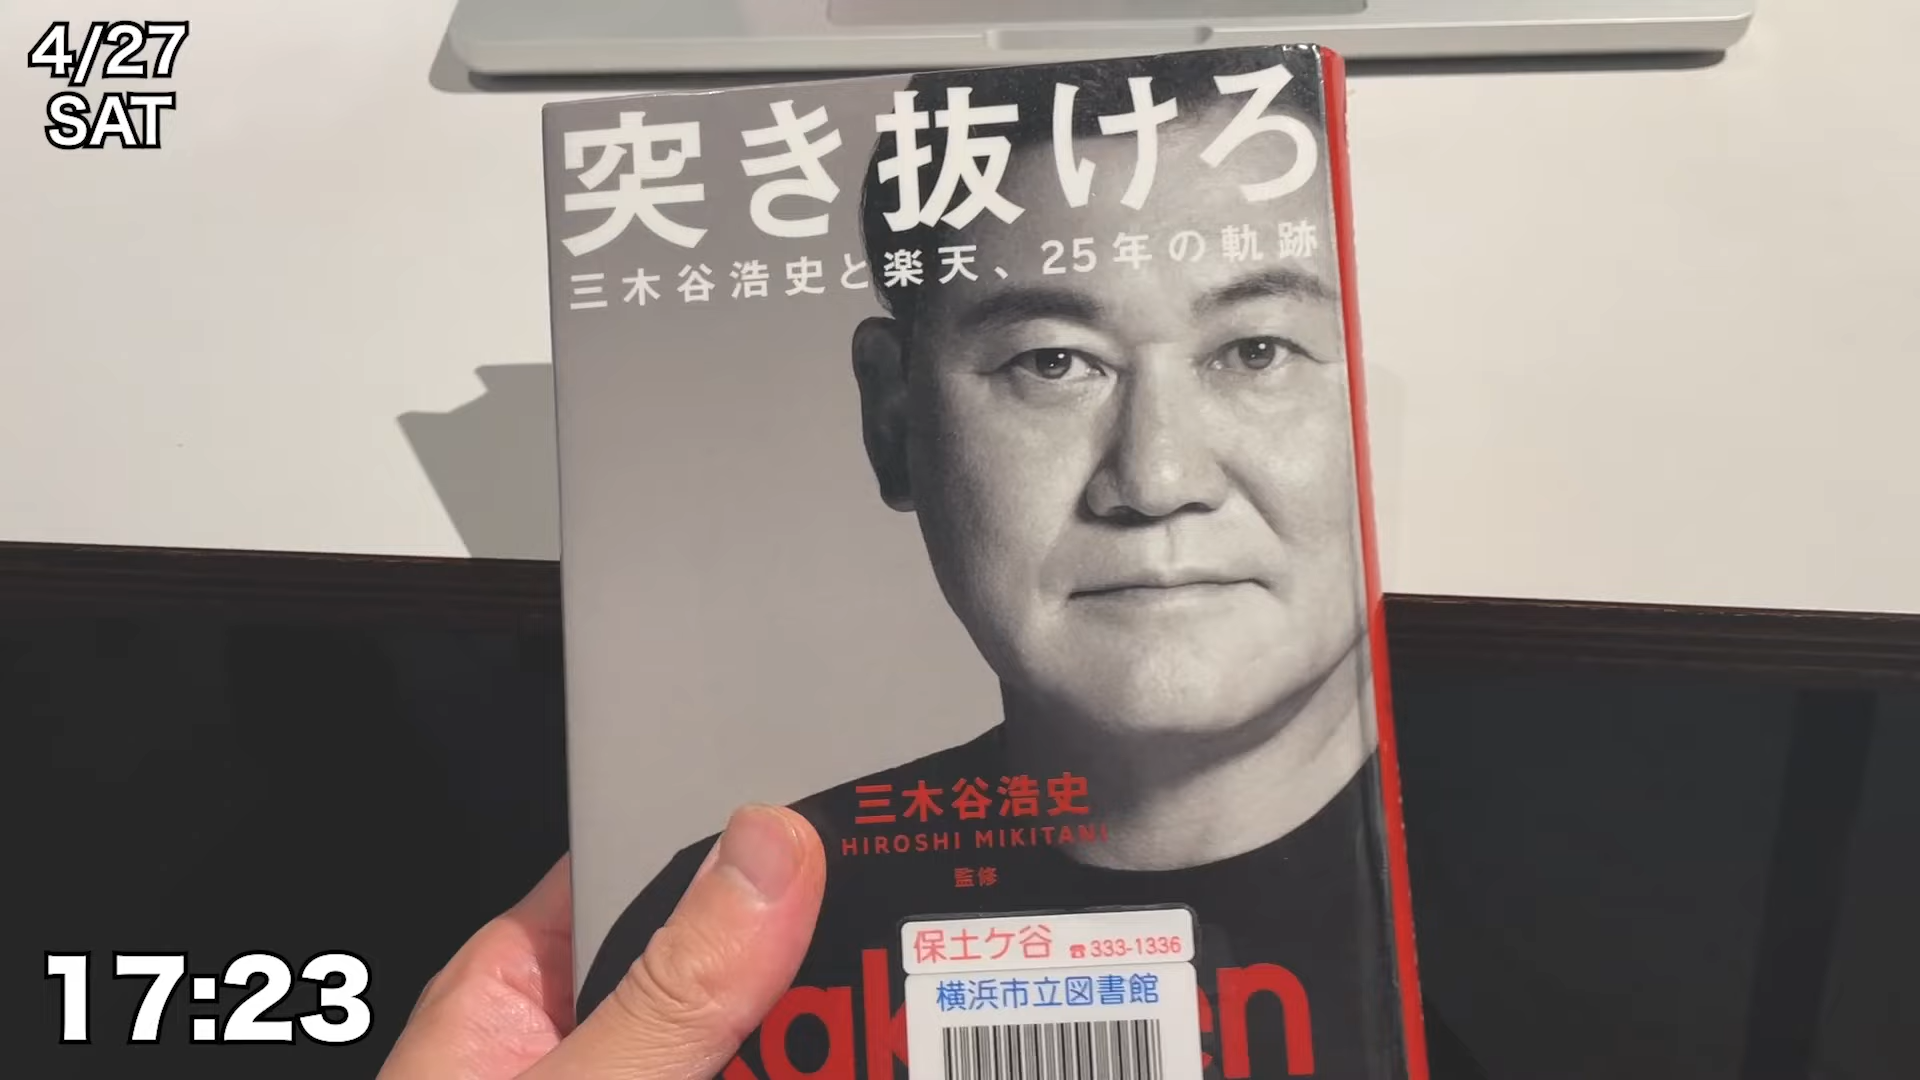 4/27
SAT
突き抜けろ
三木谷浩史と楽天、25年の軌跡
三木谷浩史
HIROSHI MIKITANI
監修
保土ケ谷 ☎333-1336
横浜市立図書館
17:23